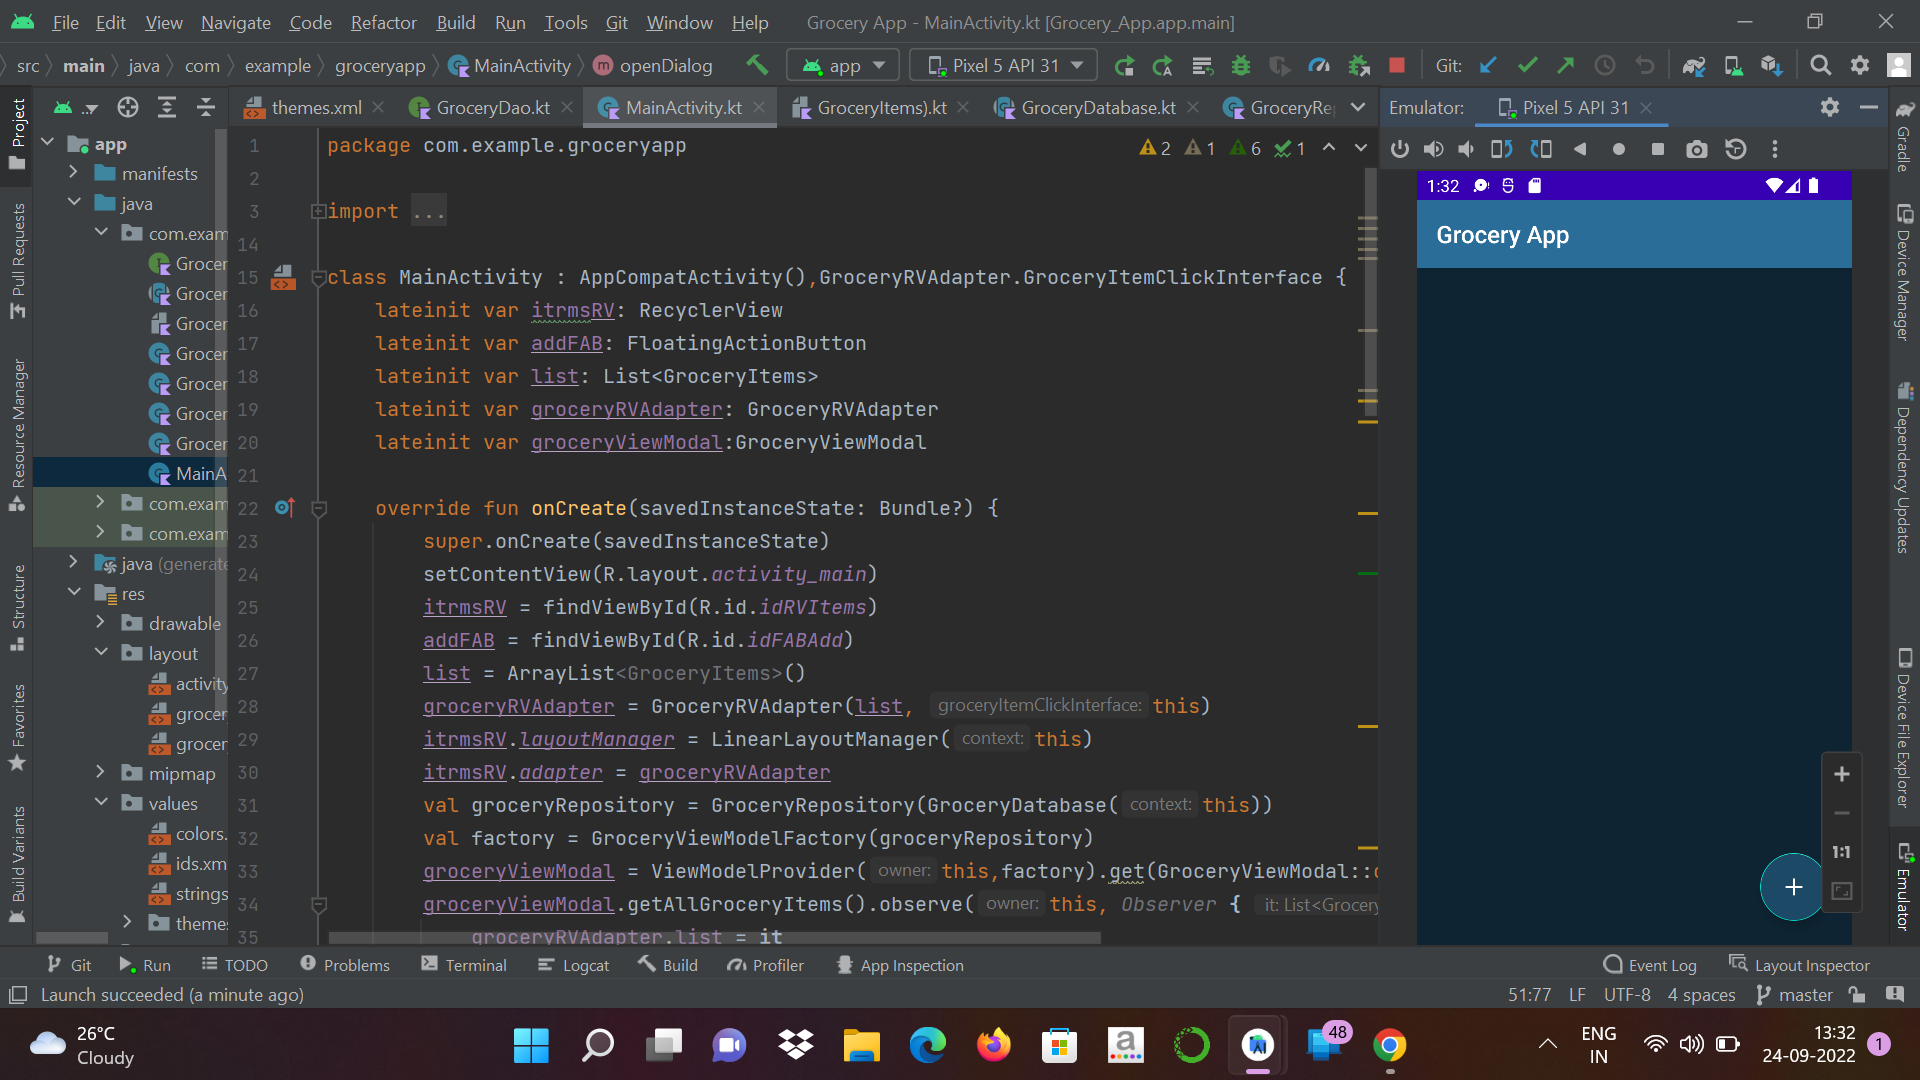 File Edit View Navigate Code Refactor Build Run Tools Git Window Help Grocery App - MainActivity.kt [Grocery_App.app.main]
src main java com example groceryapp MainActivity openDialog app Pixel 5 API 31 Git:
themes.xml GroceryDao.kt MainActivity.kt GroceryItems).kt GroceryDatabase.kt GroceryRe
Emulator: Pixel 5 API 31
Project
Pull Requests
Resource Manager
Structure
Favorites
Build Variants
app
manifests
java
com.exam
Grocer
Grocer
Grocer
Grocer
Grocer
Grocer
Grocer
MainA
com.exam
com.exam
java (generate
res
drawable
layout
activity
grocer
grocer
mipmap
values
colors.
ids.xm
strings
themes
2 1 6 1
1 package com.example.groceryapp
2
3 import ...
14
15 class MainActivity : AppCompatActivity(),GroceryRVAdapter.GroceryItemClickInterface {
16 lateinit var itrmsRV: RecyclerView
17 lateinit var addFAB: FloatingActionButton
18 lateinit var list: List<GroceryItems>
19 lateinit var groceryRVAdapter: GroceryRVAdapter
20 lateinit var groceryViewModal:GroceryViewModal
21
22 override fun onCreate(savedInstanceState: Bundle?) {
23 super.onCreate(savedInstanceState)
24 setContentView(R.layout.activity_main)
25 itrmsRV = findViewById(R.id.idRVItems)
26 addFAB = findViewById(R.id.idFABAdd)
27 list = ArrayList<GroceryItems>()
28 groceryRVAdapter = GroceryRVAdapter(list, groceryItemClickInterface: this)
29 itrmsRV.layoutManager = LinearLayoutManager( context: this)
30 itrmsRV.adapter = groceryRVAdapter
31 val groceryRepository = GroceryRepository(GroceryDatabase( context: this))
32 val factory = GroceryViewModelFactory(groceryRepository)
33 groceryViewModal = ViewModelProvider( owner: this,factory).get(GroceryViewModal::
34 groceryViewModal.getAllGroceryItems().observe( owner: this, Observer { it: List<Grocery
35 groceryRVAdapter.list = it
1:32
Grocery App
+
+
−
1:1
Gradle
Device Manager
Dependency Updates
Device File Explorer
Emulator
Git Run TODO Problems Terminal Logcat Build Profiler App Inspection Event Log Layout Inspector
Launch succeeded (a minute ago) 51:77 LF UTF-8 4 spaces master
26°C
Cloudy
a
48
ENG
IN
13:32
24-09-2022
1